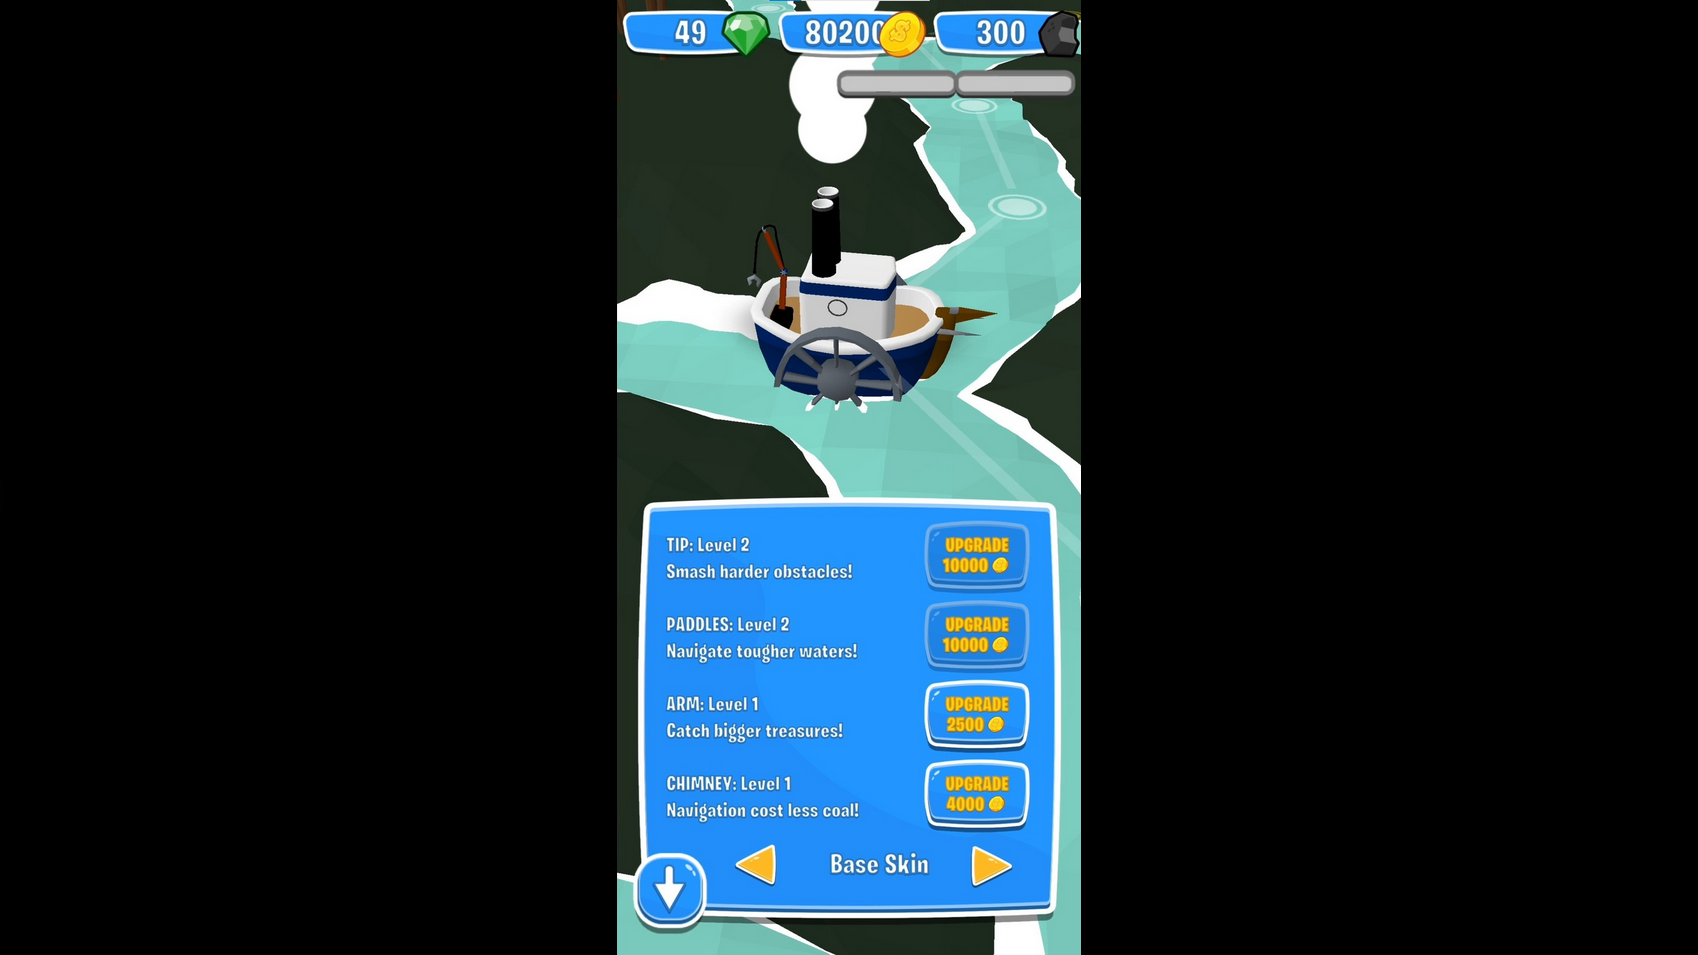 49 80200 300
TIP: Level 2
Smash harder obstacles!
UPGRADE
10000
PADDLES: Level 2
Navigate tougher waters!
UPGRADE
10000
ARM: Level 1
Catch bigger treasures!
UPGRADE
2500
CHIMNEY: Level 1
Navigation cost less coal!
UPGRADE
4000
Base Skin